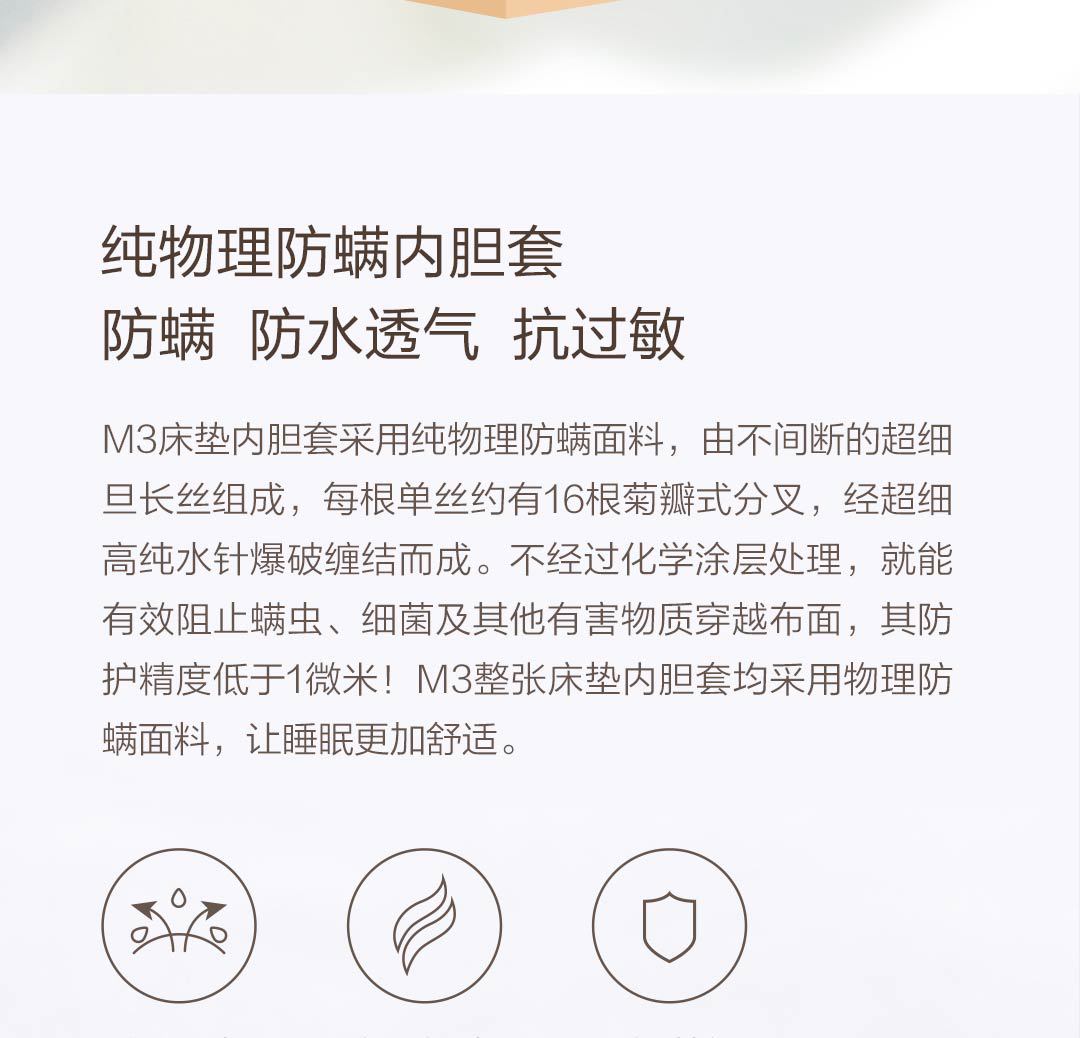 纯物理防螨内胆套
防螨 防水透气 抗过敏
M3床垫内胆套采用纯物理防螨面料，由不间断的超细
旦长丝组成，每根单丝约有16根菊瓣式分叉，经超细
高纯水针爆破缠结而成。不经过化学涂层处理，就能
有效阻止螨虫、细菌及其他有害物质穿越布面，其防
护精度低于1微米！M3整张床垫内胆套均采用物理防
螨面料，让睡眠更加舒适。